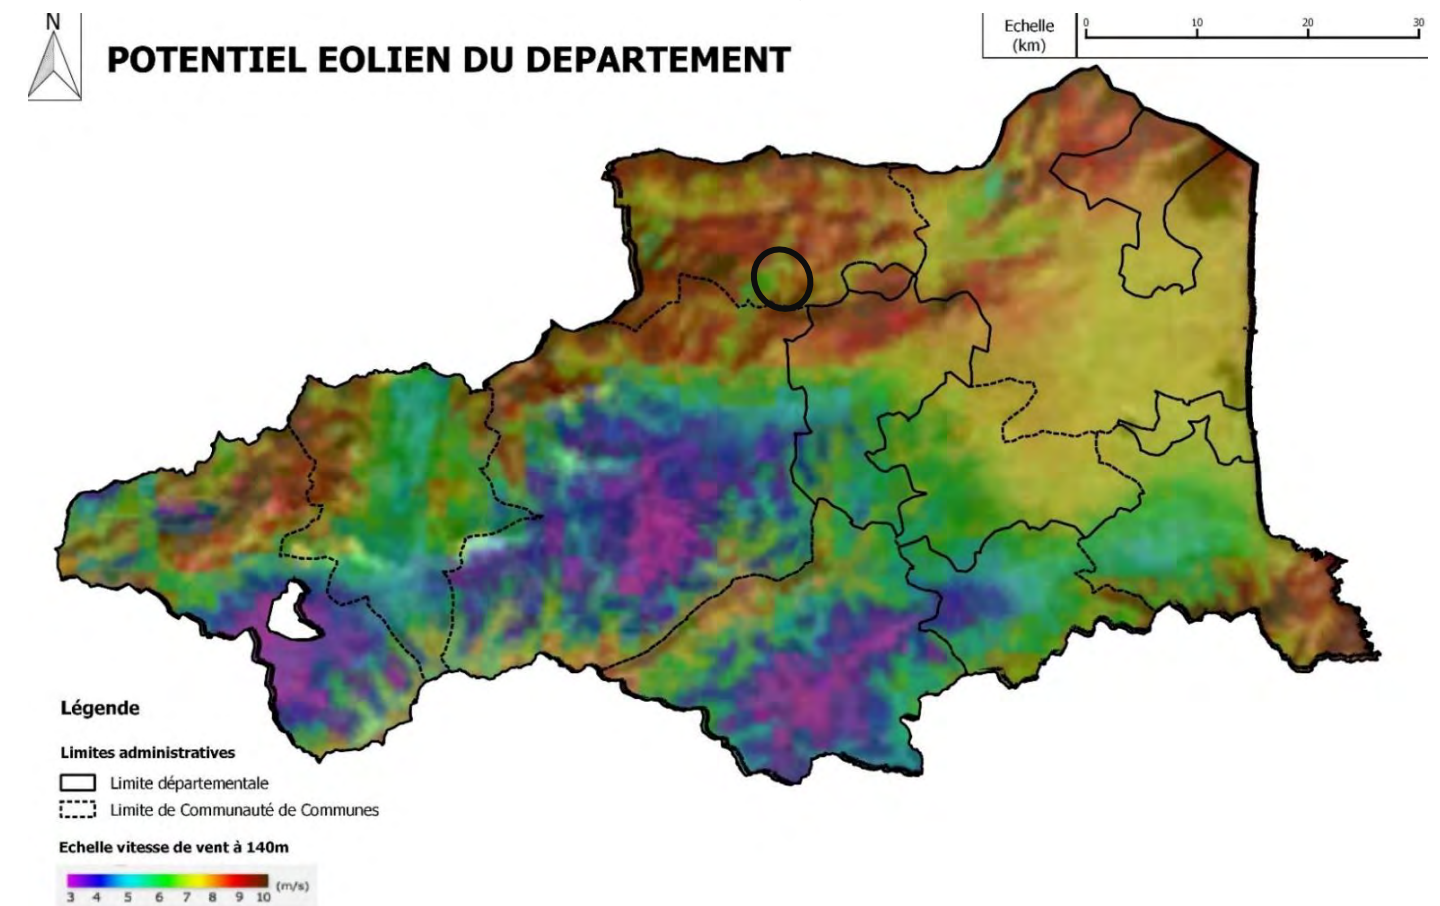 N
POTENTIEL EOLIEN DU DEPARTEMENT
Echelle
(km)
0 10 20 30
Légende
Limites administratives
Limite départementale
Limite de Communauté de Communes
Echelle vitesse de vent à 140m
(m/s)
3 4 5 6 7 8 9 10